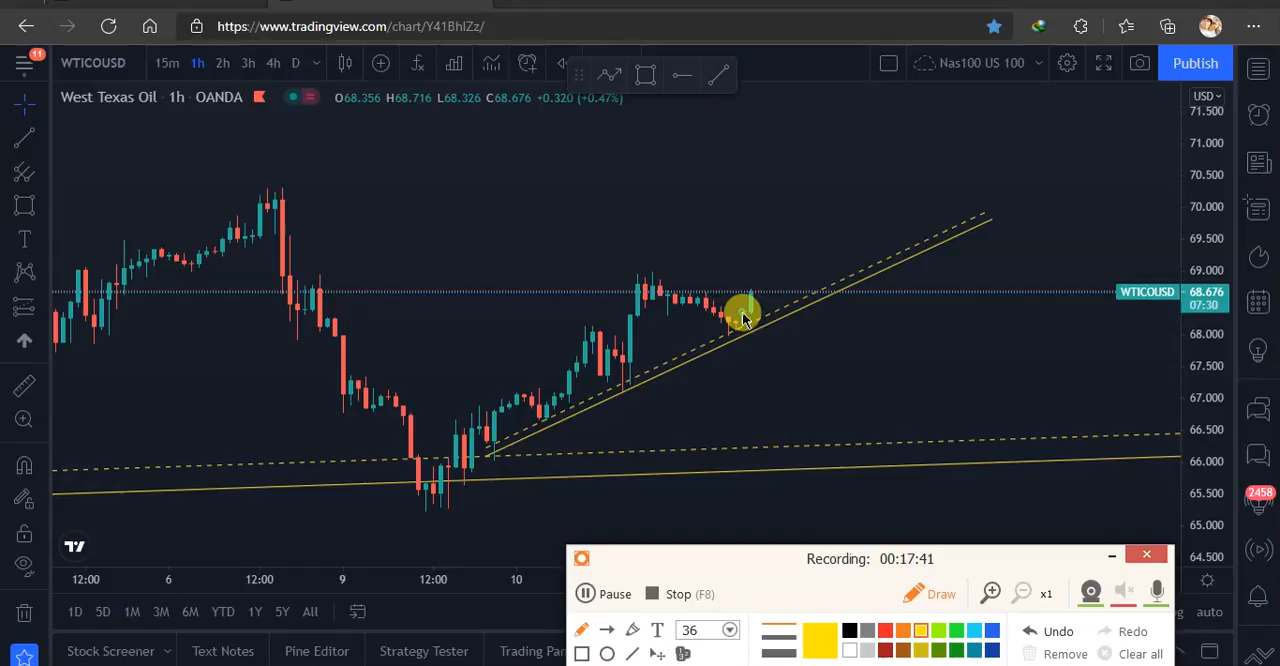 https://www.tradingview.com/chart/Y41BhIZz/
11
WTICOUSD 15m 1h 2h 3h 4h D Nas100 US 100 Publish
West Texas Oil · 1h · OANDA O68.356 H68.716 L68.326 C68.676 +0.320 (+0.47%)
USD
71.500
71.000
70.500
70.000
69.500
69.000
WTICOUSD 68.676
07:30
68.000
67.500
67.000
66.500
66.000
65.500
65.000
64.500
2458
12:00 6 12:00 9 12:00 10
Recording: 00:17:41
Pause Stop (F8) Draw x1
1D 5D 1M 3M 6M YTD 1Y 5Y All auto
T 36 Undo Redo
Stock Screener Text Notes Pine Editor Strategy Tester Trading Pan
Remove Clear all